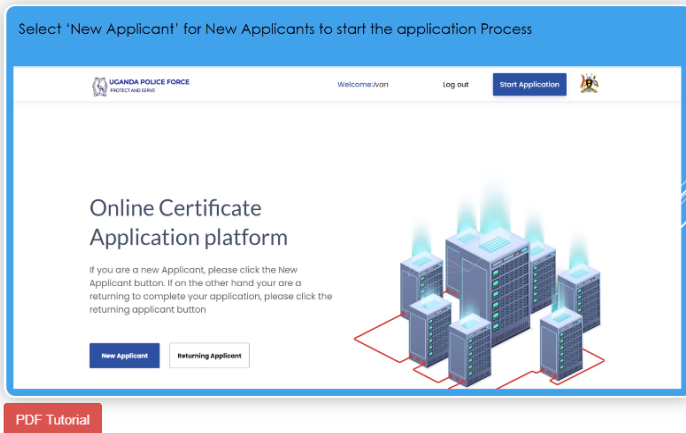 Select ‘New Applicant’ for New Applicants to start the application Process
UGANDA POLICE FORCE
PROTECT AND SERVE
Welcome:Ivan
Log out
Start Application
Online Certificate
Application platform
If you are a new Applicant, please click the New
Applicant button. If on the other hand your are a
returning to complete your application, please click the
returning applicant button
New Applicant
Returning Applicant
PDF Tutorial